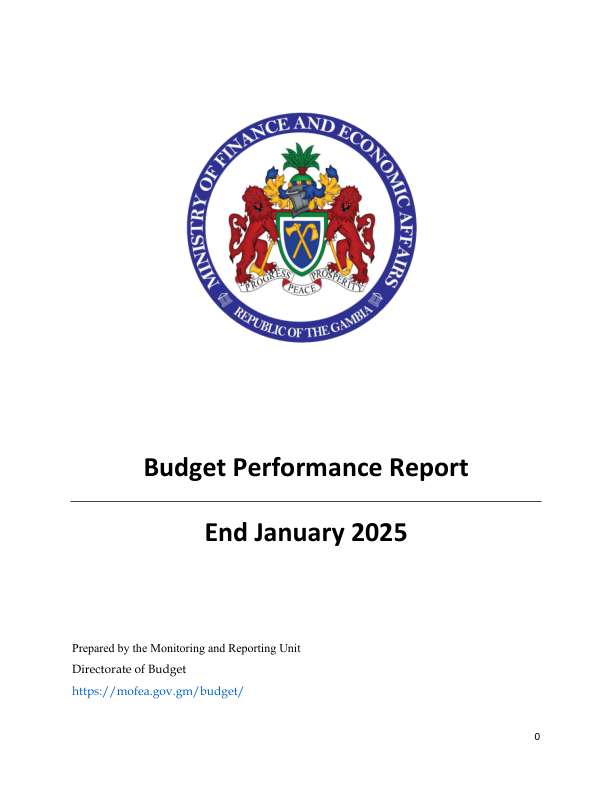 MINISTRY OF FINANCE AND ECONOMIC AFFAIRS
PROGRESS
PEACE
PROSPERITY
REPUBLIC OF THE GAMBIA
Budget Performance Report
End January 2025
Prepared by the Monitoring and Reporting Unit
Directorate of Budget
https://mofea.gov.gm/budget/
0